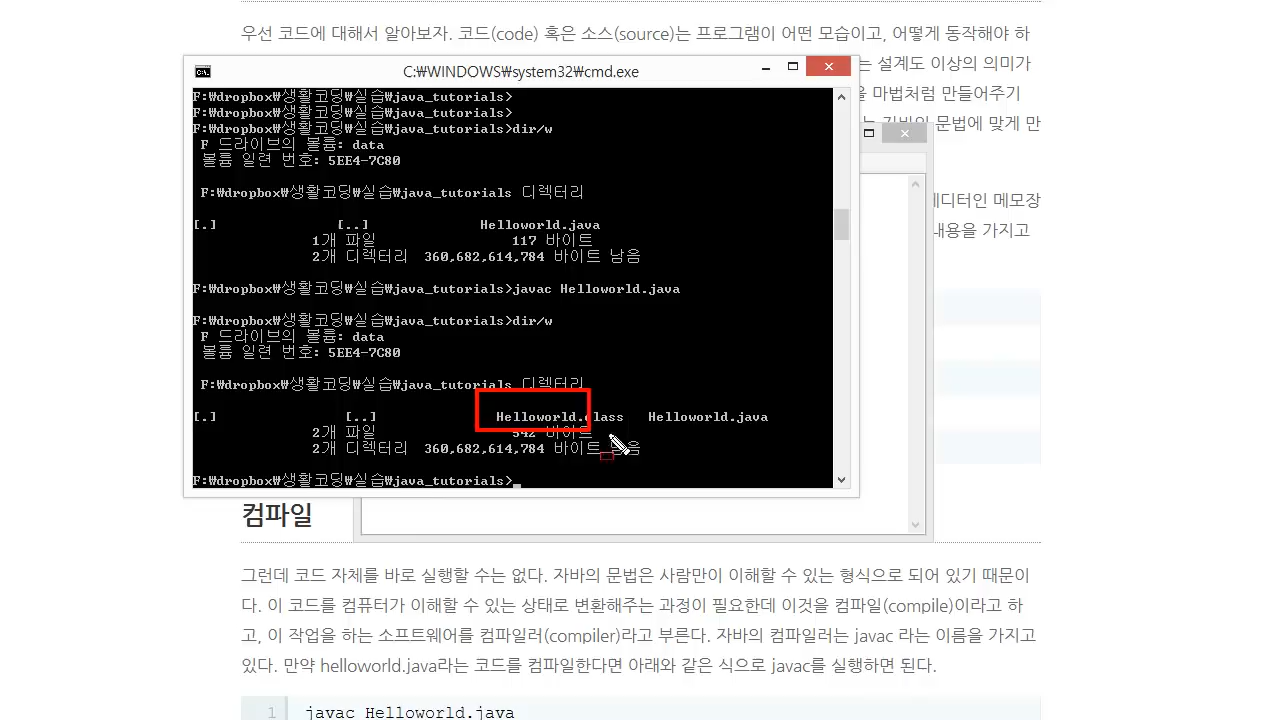 우선 코드에 대해서 알아보자. 코드(code) 혹은 소스(source)는 프로그램이 어떤 모습이고, 어떻게 동작해야 하
는 설계도 이상의 의미가
마법처럼 만들어주기
문법에 맞게 만
에디터인 메모장
내용을 가지고
C:\WINDOWS\system32\cmd.exe
F:\dropbox\생활코딩\실습\java_tutorials>
F:\dropbox\생활코딩\실습\java_tutorials>
F:\dropbox\생활코딩\실습\java_tutorials>dir/w
F 드라이브의 볼륨: data
볼륨 일련 번호: 5EE4-7C80
F:\dropbox\생활코딩\실습\java_tutorials 디렉터리
[.] [..] Helloworld.java
1개 파일 117 바이트
2개 디렉터리 360,682,614,784 바이트 남음
F:\dropbox\생활코딩\실습\java_tutorials>javac Helloworld.java
F:\dropbox\생활코딩\실습\java_tutorials>dir/w
F 드라이브의 볼륨: data
볼륨 일련 번호: 5EE4-7C80
F:\dropbox\생활코딩\실습\java_tutorials 디렉터리
[.] [..] Helloworld.class Helloworld.java
2개 파일 542 바이트
2개 디렉터리 360,682,614,784 바이트 남음
F:\dropbox\생활코딩\실습\java_tutorials>
컴파일
그런데 코드 자체를 바로 실행할 수는 없다. 자바의 문법은 사람만이 이해할 수 있는 형식으로 되어 있기 때문이
다. 이 코드를 컴퓨터가 이해할 수 있는 상태로 변환해주는 과정이 필요한데 이것을 컴파일(compile)이라고 하
고, 이 작업을 하는 소프트웨어를 컴파일러(compiler)라고 부른다. 자바의 컴파일러는 javac 라는 이름을 가지고
있다. 만약 helloworld.java라는 코드를 컴파일한다면 아래와 같은 식으로 javac를 실행하면 된다.
1 javac Helloworld.java